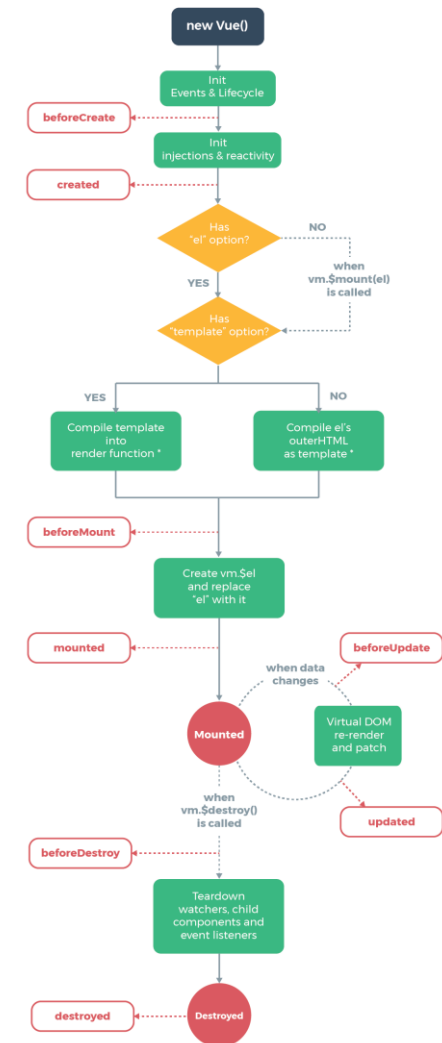 new Vue()
Init
Events & Lifecycle
beforeCreate
Init
injections & reactivity
created
Has
"el" option?
NO
when
vm.$mount(el)
is called
YES
Has
"template" option?
YES
NO
Compile template
into
render function *
Compile el's
outerHTML
as template *
beforeMount
Create vm.$el
and replace
"el" with it
mounted
when data
changes
beforeUpdate
Mounted
Virtual DOM
re-render
and patch
updated
when
vm.$destroy()
is called
beforeDestroy
Teardown
watchers, child
components and
event listeners
destroyed
Destroyed